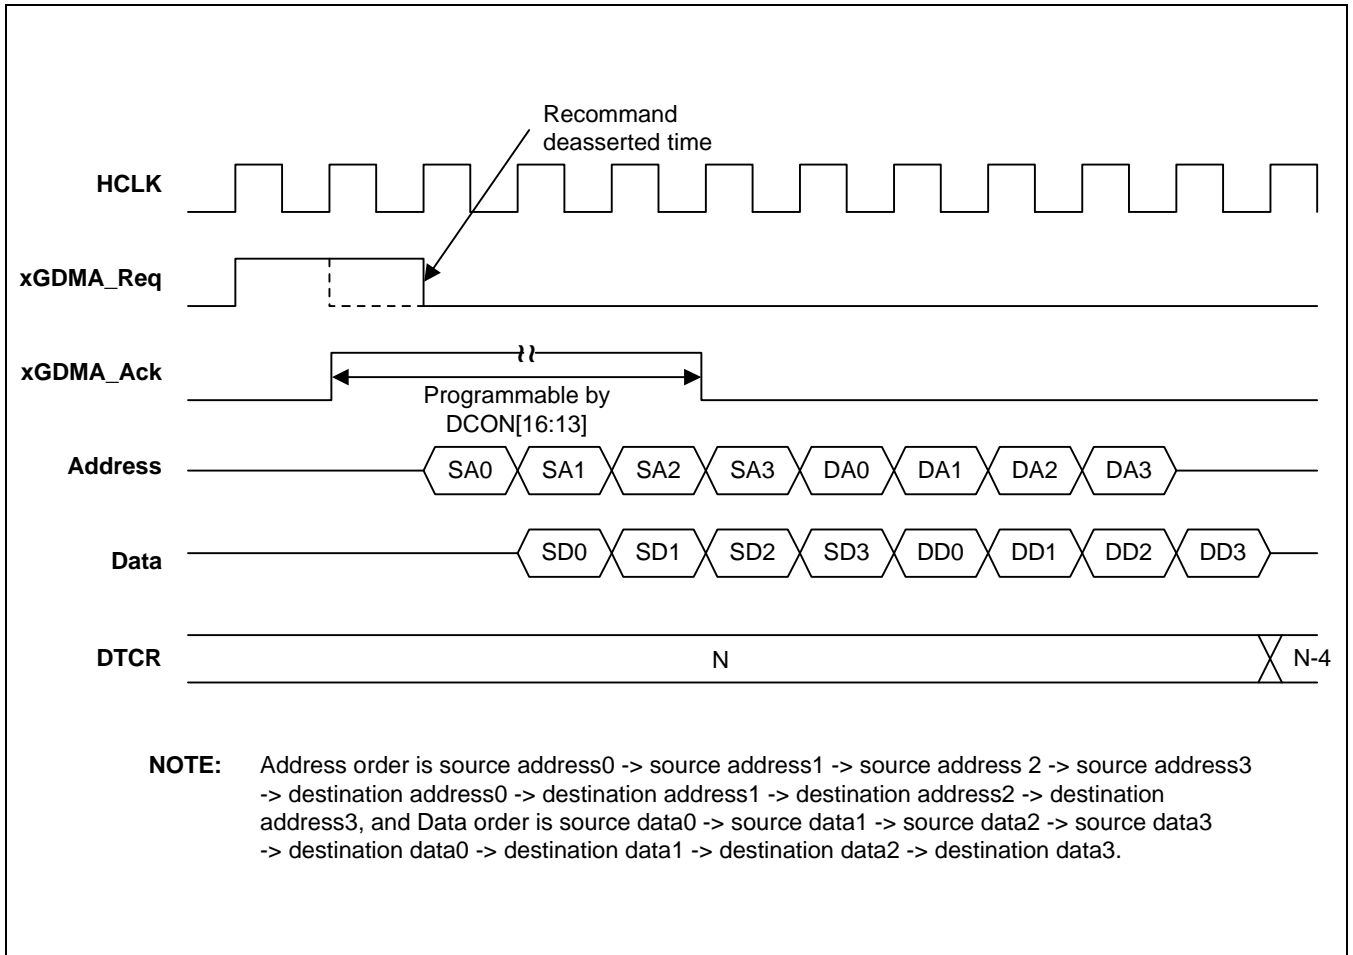 Recommand
deasserted time
HCLK
xGDMA_Req
xGDMA_Ack
Programmable by
DCON[16:13]
Address SA0 SA1 SA2 SA3 DA0 DA1 DA2 DA3
Data SD0 SD1 SD2 SD3 DD0 DD1 DD2 DD3
DTCR N N-4
NOTE: Address order is source address0 -> source address1 -> source address 2 -> source address3
-> destination address0 -> destination address1 -> destination address2 -> destination
address3, and Data order is source data0 -> source data1 -> source data2 -> source data3
-> destination data0 -> destination data1 -> destination data2 -> destination data3.